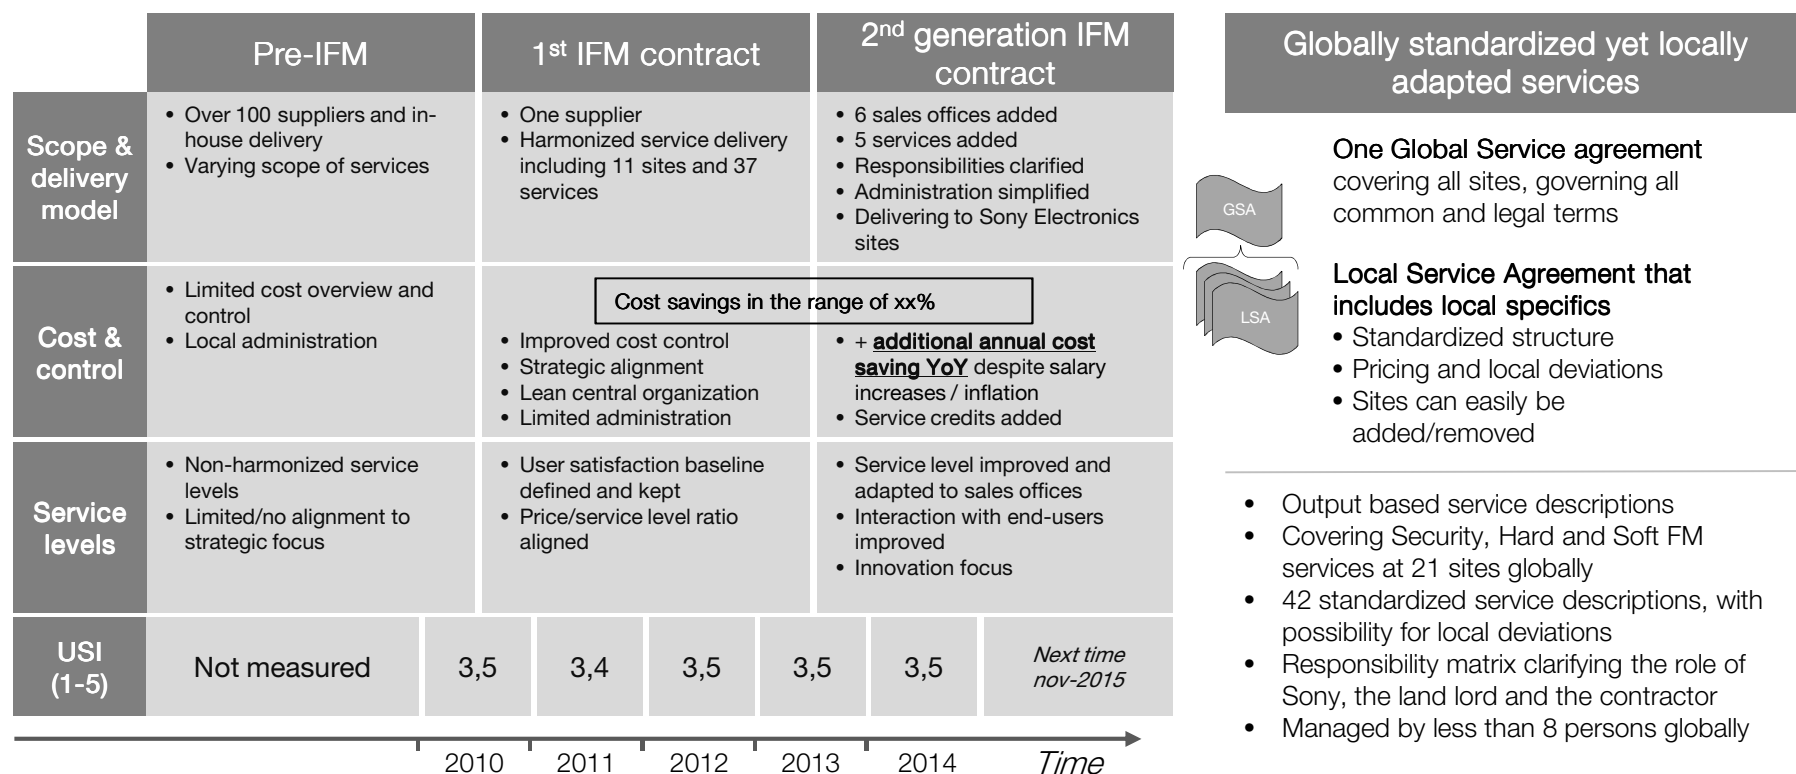 Pre-IFM
1st IFM contract
2nd generation IFM
contract
Scope &
delivery
model
• Over 100 suppliers and in-
house delivery
• Varying scope of services
• One supplier
• Harmonized service delivery
including 11 sites and 37
services
• 6 sales offices added
• 5 services added
• Responsibilities clarified
• Administration simplified
• Delivering to Sony Electronics
sites
Cost &
control
• Limited cost overview and
control
• Local administration
Cost savings in the range of xx%
• Improved cost control
• Strategic alignment
• Lean central organization
• Limited administration
• + additional annual cost
saving YoY despite salary
increases / inflation
• Service credits added
Service
levels
• Non-harmonized service
levels
• Limited/no alignment to
strategic focus
• User satisfaction baseline
defined and kept
• Price/service level ratio
aligned
• Service level improved and
adapted to sales offices
• Interaction with end-users
improved
• Innovation focus
USI
(1-5)
Not measured
3,5
3,4
3,5
3,5
3,5
Next time
nov-2015
2010
2011
2012
2013
2014
Time
Globally standardized yet locally
adapted services
GSA
One Global Service agreement
covering all sites, governing all
common and legal terms
LSA
Local Service Agreement that
includes local specifics
• Standardized structure
• Pricing and local deviations
• Sites can easily be
added/removed
• Output based service descriptions
• Covering Security, Hard and Soft FM
services at 21 sites globally
• 42 standardized service descriptions, with
possibility for local deviations
• Responsibility matrix clarifying the role of
Sony, the land lord and the contractor
• Managed by less than 8 persons globally